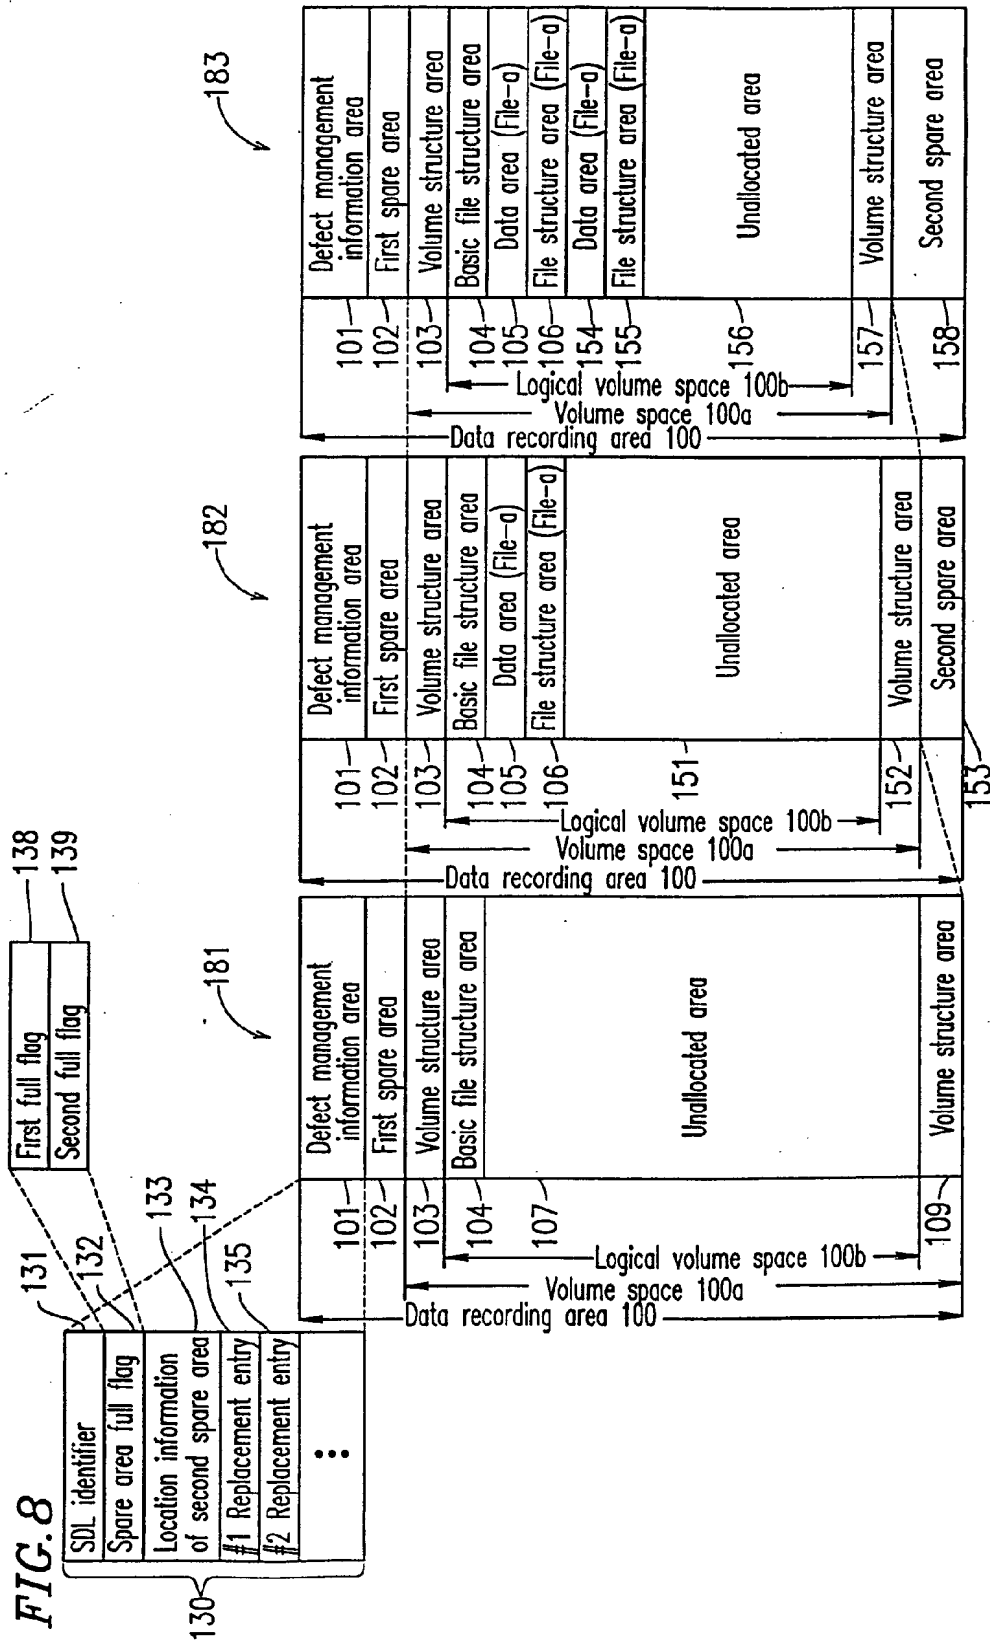 FIG.8
130
SDL identifier
Spare area full flag
Location information
of second spare area
#1 Replacement entry
#2 Replacement entry
131
132
133
134
135
First full flag
Second full flag
138
139
181
Defect management
information area
First spare area
Volume structure area
Basic file structure area
Unallocated area
Volume structure area
101
102
103
104
107
109
Logical volume space 100b
Volume space 100a
Data recording area 100
182
Defect management
information area
First spare area
Volume structure area
Basic file structure area
Data area (File-a)
File structure area (File-a)
Unallocated area
Volume structure area
Second spare area
101
102
103
104
105
106
151
152
153
Logical volume space 100b
Volume space 100a
Data recording area 100
183
Defect management
information area
First spare area
Volume structure area
Basic file structure area
Data area (File-a)
File structure area (File-a)
Data area (File-a)
File structure area (File-a)
Unallocated area
Volume structure area
Second spare area
101
102
103
104
105
106
154
155
156
157
158
Logical volume space 100b
Volume space 100a
Data recording area 100